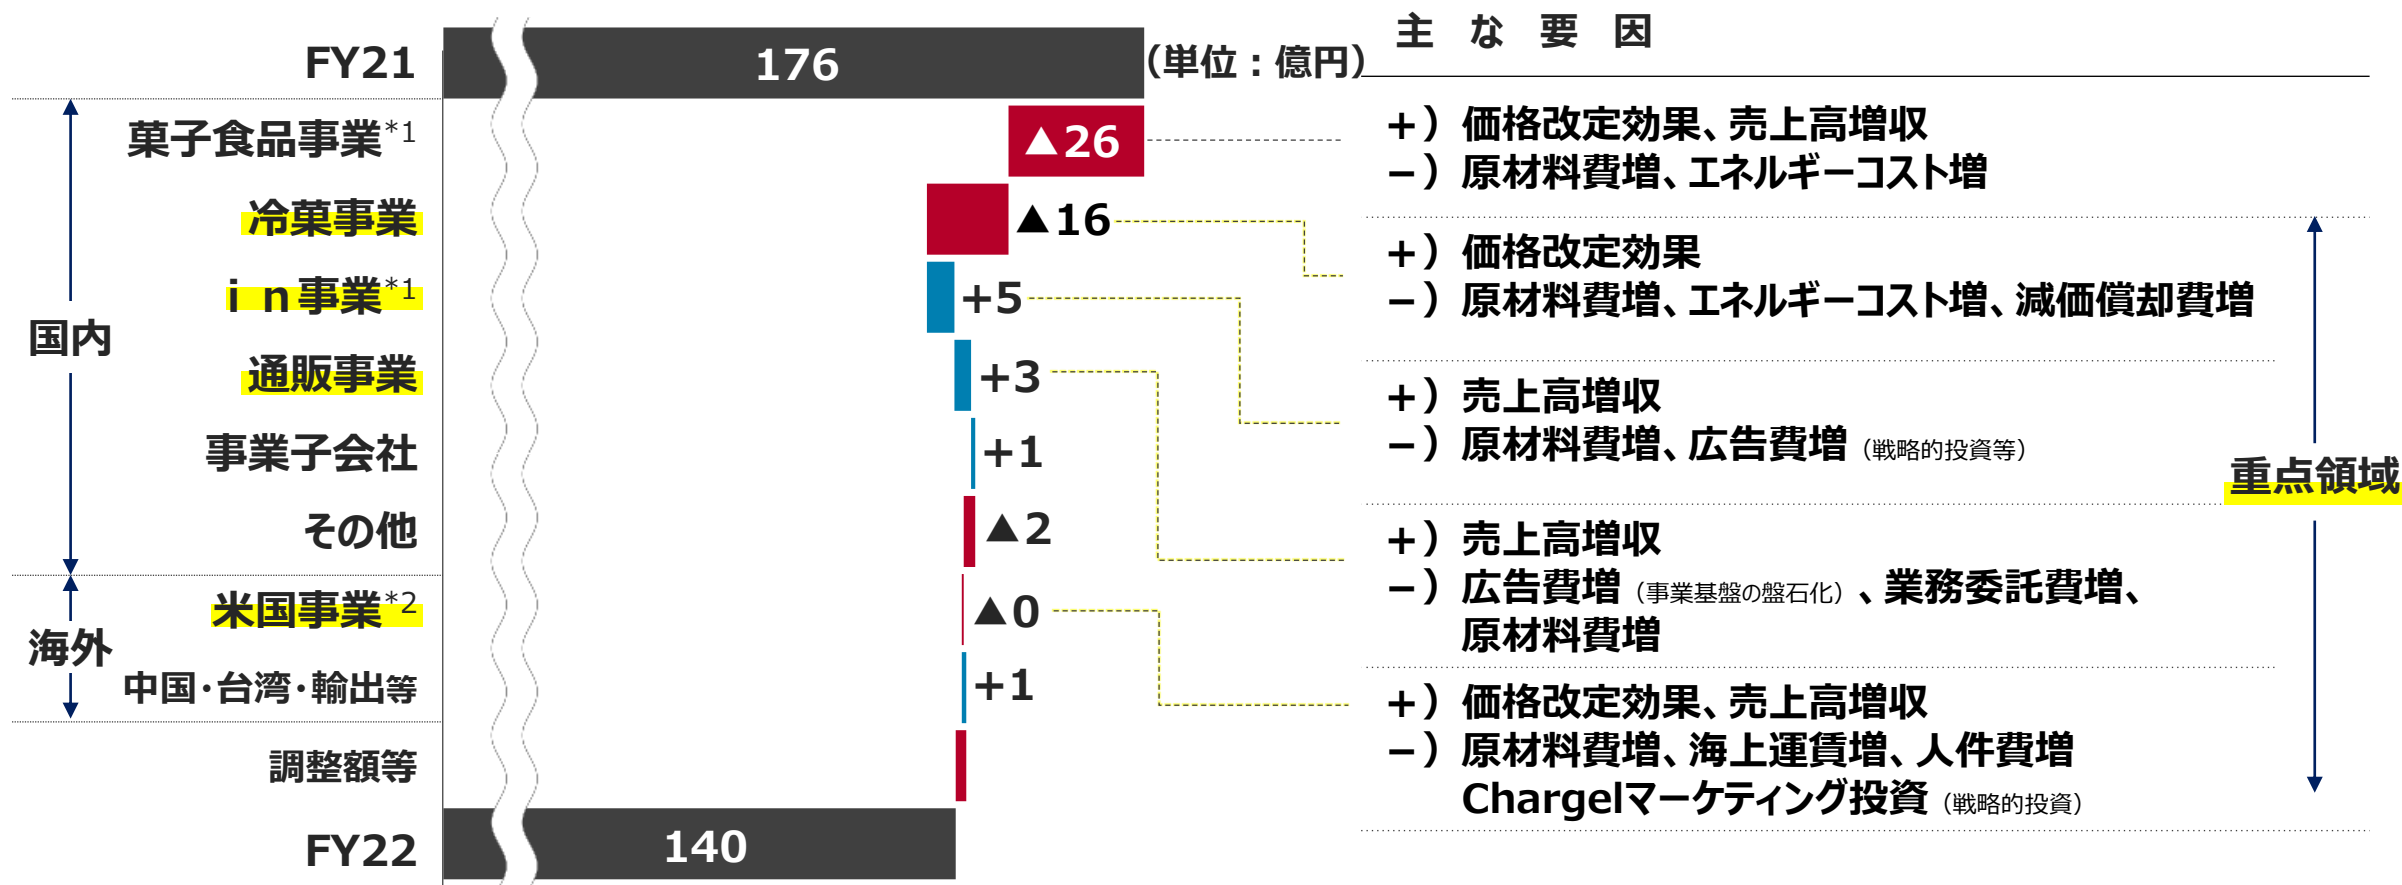 主な要因
FY21
176
（単位：億円）
国内
菓子食品事業*1
▲26
+）価格改定効果、売上高増収
−）原材料費増、エネルギーコスト増
冷菓事業
▲16
+）価格改定効果
−）原材料費増、エネルギーコスト増、減価償却費増
ｉｎ事業*1
+5
+）売上高増収
−）原材料費増、広告費増（戦略的投資等）
通販事業
+3
+）売上高増収
−）広告費増（事業基盤の盤石化）、業務委託費増、
原材料費増
事業子会社
+1
その他
▲2
海外
米国事業*2
▲0
+）価格改定効果、売上高増収
−）原材料費増、海上運賃増、人件費増
Chargelマーケティング投資（戦略的投資）
重点領域
中国・台湾・輸出等
+1
調整額等
FY22
140